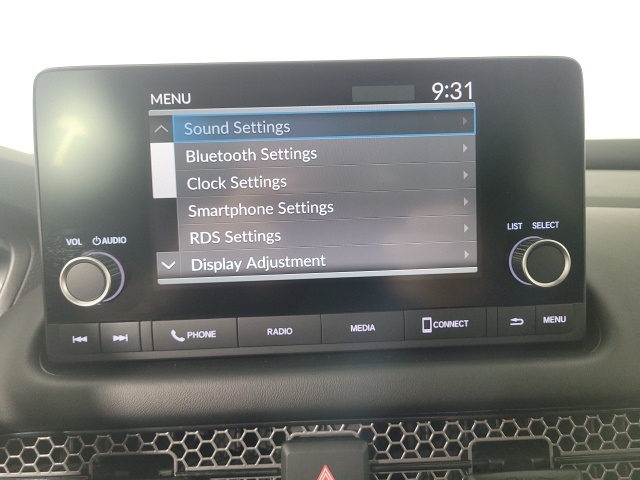 MENU
9:31
Sound Settings
Bluetooth Settings
Clock Settings
Smartphone Settings
RDS Settings
Display Adjustment
VOL AUDIO
LIST SELECT
PHONE RADIO MEDIA CONNECT MENU